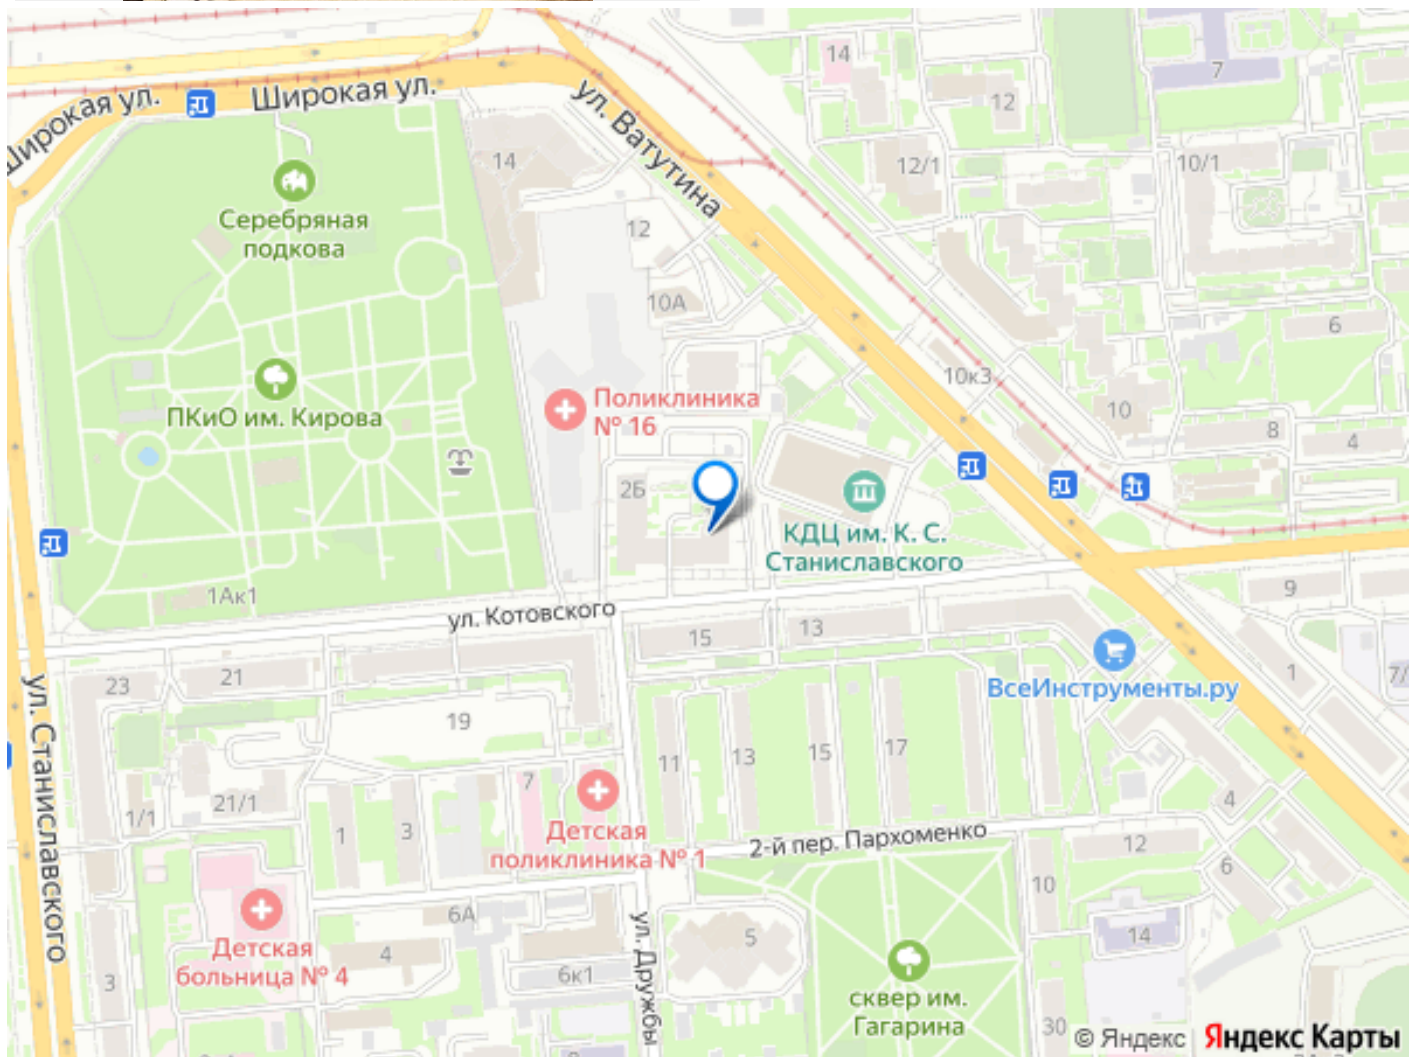 Широкая ул.
Широкая ул.
ул. Ватутина
14
7
12
12/1
10/1
14
Серебряная
подкова
12
10А
6
10к3
10
Поликлиника
№ 16
ПКиО им. Кирова
8
4
2Б
КДЦ им. К. С.
Станиславского
1Ак1
ул. Котовского
9
15
13
ВсеИнструменты.ру
1
7/
23
21
19
ул. Станиславского
11
13
15
17
7
21/1
1/1
1
3
Детская
поликлиника № 1
2-й пер. Пархоменко
4
12
6
10
6А
4
Детская
больница № 4
3
6к1
ул. Дружбы
5
14
сквер им.
Гагарина
30
© Яндекс
Яндекс Карты